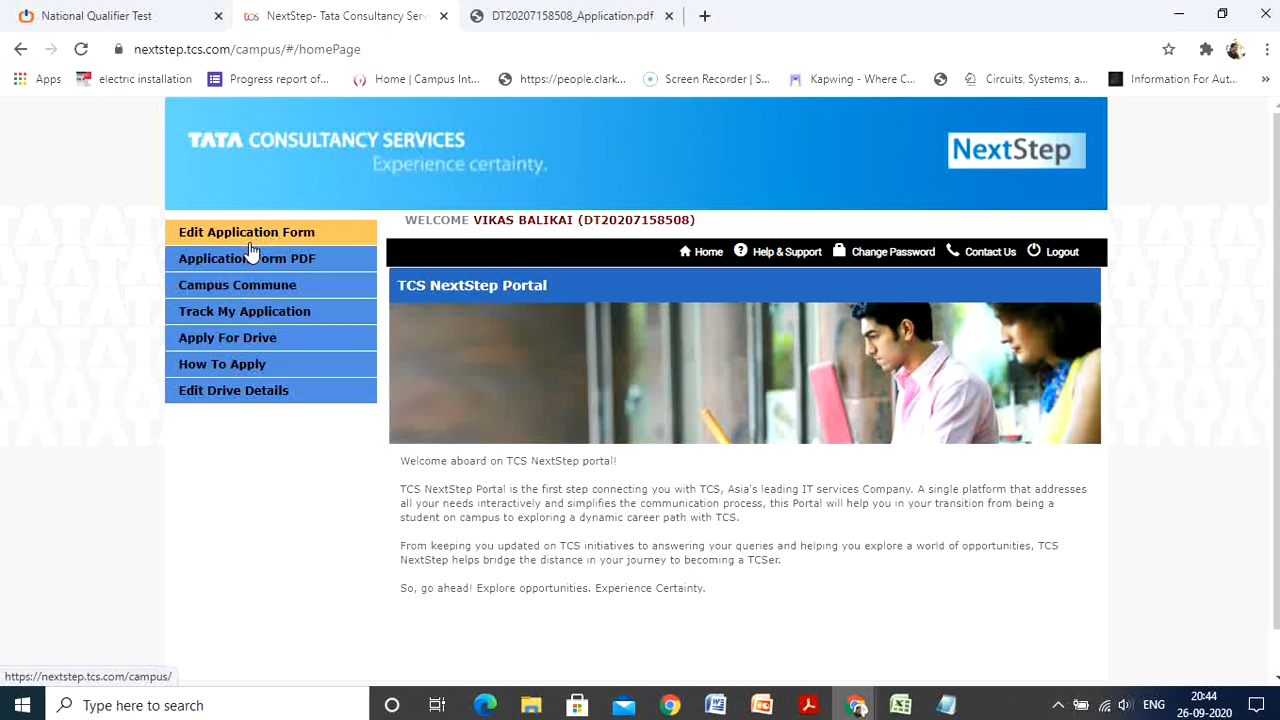 National Qualifier Test
tcs NextStep- Tata Consultancy Ser
DT20207158508_Application.pdf
nextstep.tcs.com/campus/#/homePage
Apps
electric installation
Progress report of...
Home | Campus Int...
https://people.clark...
Screen Recorder | S...
Kapwing - Where C...
Circuits, Systems, a...
Information For Aut...
TATA CONSULTANCY SERVICES
Experience certainty.
NextStep
WELCOME VIKAS BALIKAI (DT20207158508)
Home
Help & Support
Change Password
Contact Us
Logout
Edit Application Form
Application Form PDF
Campus Commune
Track My Application
Apply For Drive
How To Apply
Edit Drive Details
TCS NextStep Portal
Welcome aboard on TCS NextStep portal!
TCS NextStep Portal is the first step connecting you with TCS, Asia's leading IT services Company. A single platform that addresses
all your needs interactively and simplifies the communication process, this Portal will help you in your transition from being a
student on campus to exploring a dynamic career path with TCS.
From keeping you updated on TCS initiatives to answering your queries and helping you explore a world of opportunities, TCS
NextStep helps bridge the distance in your journey to becoming a TCSer.
So, go ahead! Explore opportunities. Experience Certainty.
https://nextstep.tcs.com/campus/
Type here to search
ENG
20:44
26-09-2020